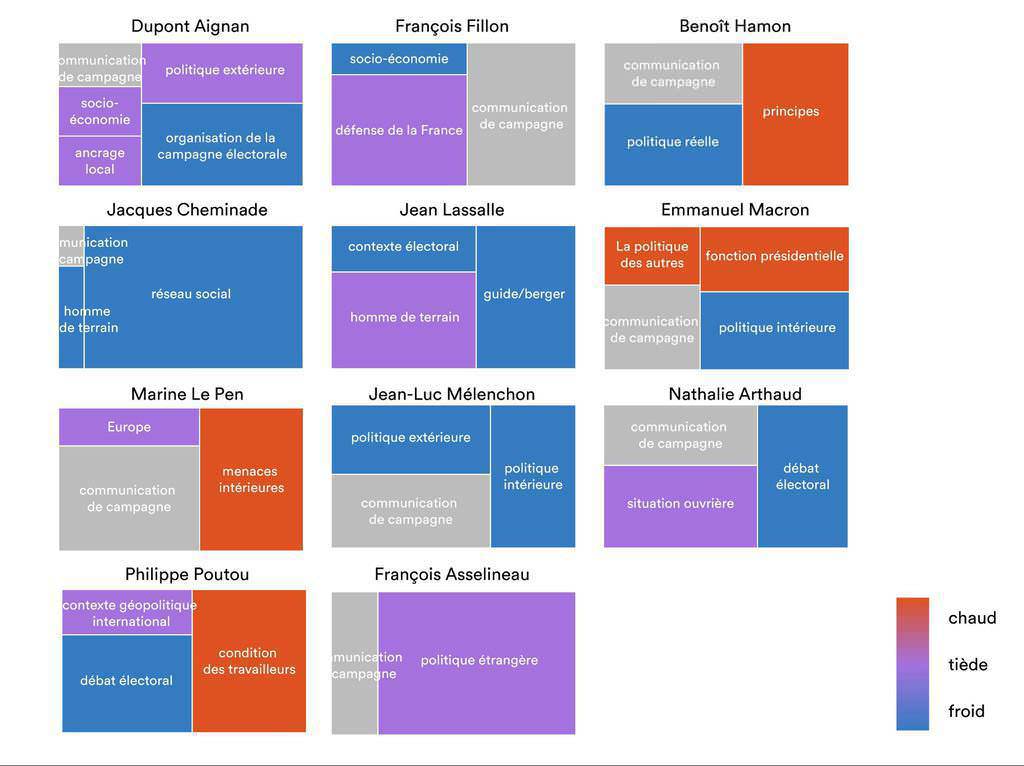 Dupont Aignan
ommunication
de campagne
politique extérieure
socio-
économie
ancrage
local
organisation de la
campagne électorale
François Fillon
socio-économie
défense de la France
communication
de campagne
Benoît Hamon
communication
de campagne
politique réelle
principes
Jacques Cheminade
munication
campagne
homme
de terrain
réseau social
Jean Lassalle
contexte électoral
homme de terrain
guide/berger
Emmanuel Macron
La politique
des autres
fonction présidentielle
communication
de campagne
politique intérieure
Marine Le Pen
Europe
communication
de campagne
menaces
intérieures
Jean-Luc Mélenchon
politique extérieure
communication
de campagne
politique
intérieure
Nathalie Arthaud
communication
de campagne
situation ouvrière
débat
électoral
Philippe Poutou
contexte géopolitique
international
débat électoral
condition
des travailleurs
François Asselineau
munication
campagne
politique étrangère
chaud
tiède
froid